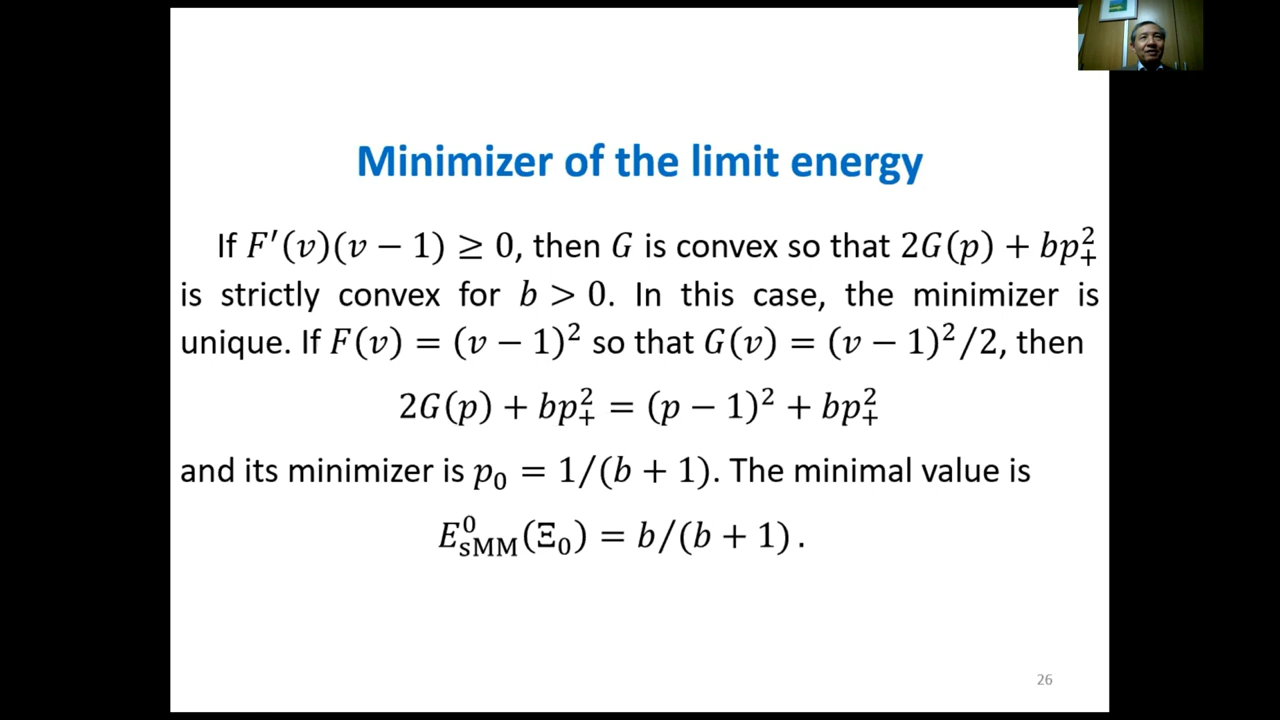 Minimizer of the limit energy
If F′(v)(v − 1) ≥ 0, then G is convex so that 2G(p) + bp₊²
is strictly convex for b > 0. In this case, the minimizer is
unique. If F(v) = (v − 1)² so that G(v) = (v − 1)²/2, then
2G(p) + bp₊² = (p − 1)² + bp₊²
and its minimizer is p₀ = 1/(b + 1). The minimal value is
E⁰_sMM(Ξ₀) = b/(b + 1).
26